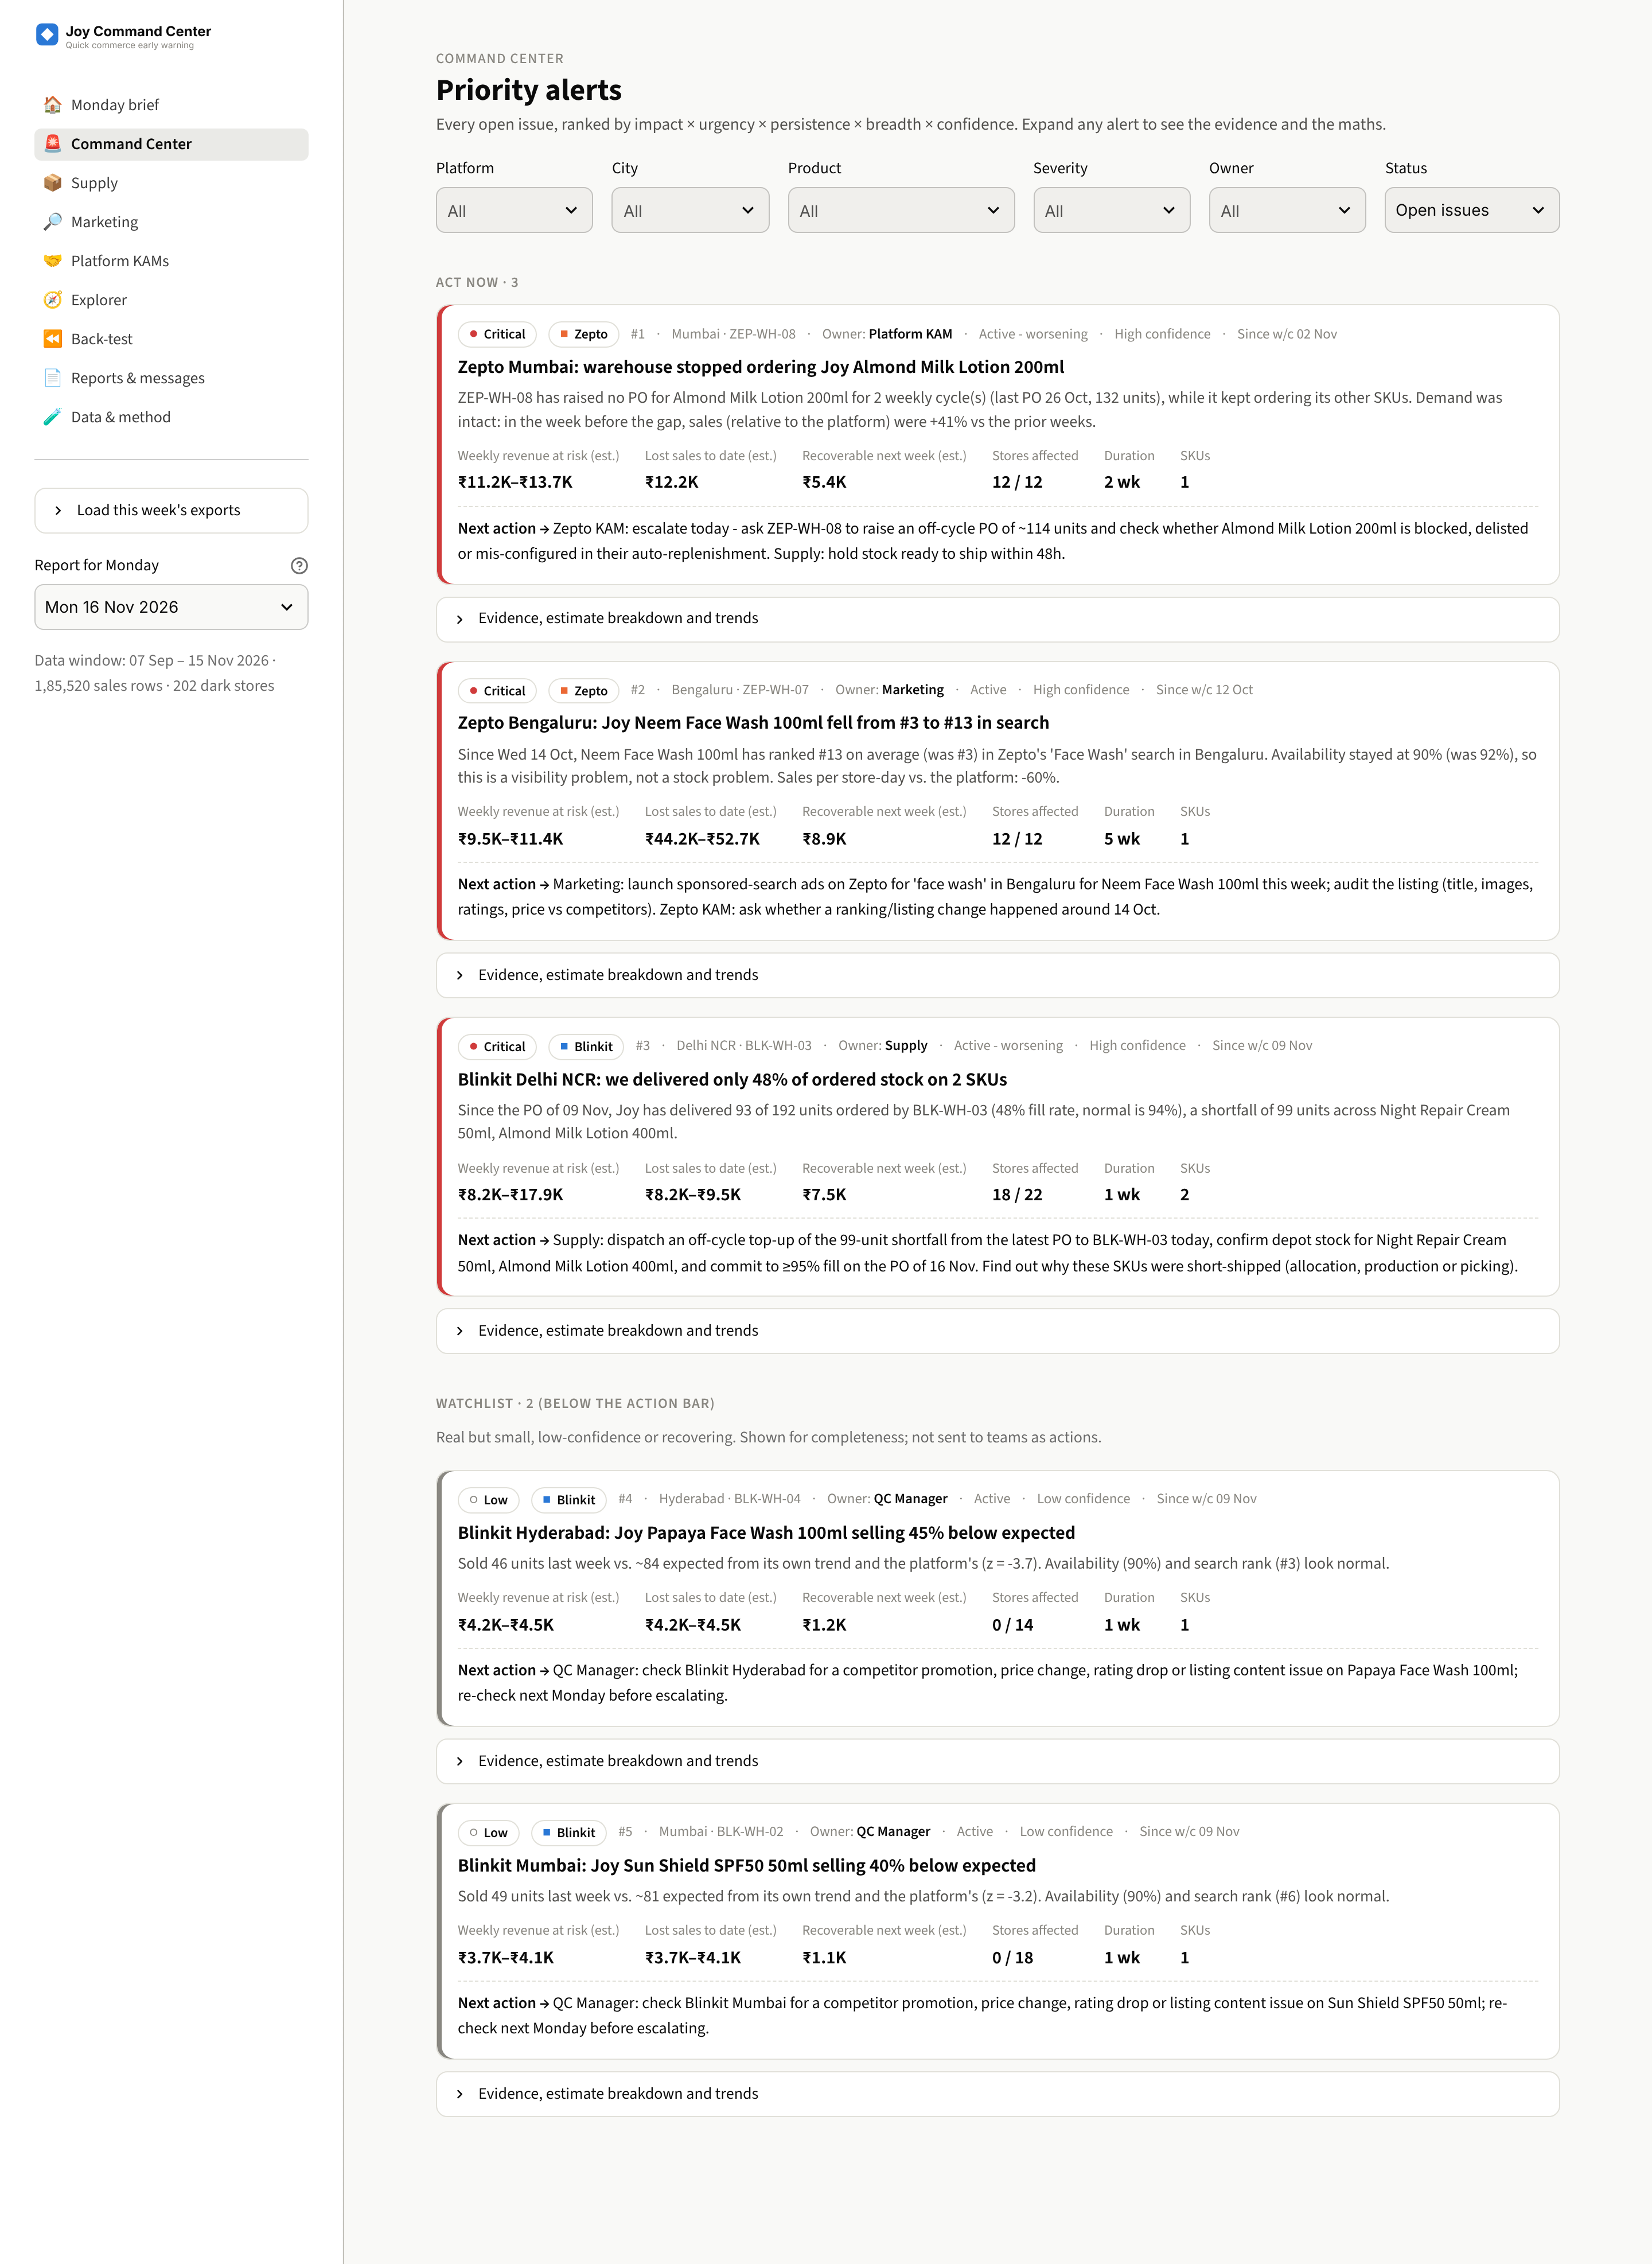 Joy Command Center
Quick commerce early warning
Monday brief
Command Center
Supply
Marketing
Platform KAMs
Explorer
Back-test
Reports & messages
Data & method
Load this week's exports
Report for Monday
Mon 16 Nov 2026
Data window: 07 Sep – 15 Nov 2026 ·
1,85,520 sales rows · 202 dark stores
COMMAND CENTER
Priority alerts
Every open issue, ranked by impact × urgency × persistence × breadth × confidence. Expand any alert to see the evidence and the maths.
Platform City Product Severity Owner Status
All All All All All Open issues
ACT NOW · 3
Critical Zepto #1 · Mumbai · ZEP-WH-08 · Owner: Platform KAM · Active - worsening · High confidence · Since w/c 02 Nov
Zepto Mumbai: warehouse stopped ordering Joy Almond Milk Lotion 200ml
ZEP-WH-08 has raised no PO for Almond Milk Lotion 200ml for 2 weekly cycle(s) (last PO 26 Oct, 132 units), while it kept ordering its other SKUs. Demand was
intact: in the week before the gap, sales (relative to the platform) were +41% vs the prior weeks.
Weekly revenue at risk (est.) Lost sales to date (est.) Recoverable next week (est.) Stores affected Duration SKUs
₹11.2K–₹13.7K ₹12.2K ₹5.4K 12 / 12 2 wk 1
Next action → Zepto KAM: escalate today - ask ZEP-WH-08 to raise an off-cycle PO of ~114 units and check whether Almond Milk Lotion 200ml is blocked, delisted
or mis-configured in their auto-replenishment. Supply: hold stock ready to ship within 48h.
Evidence, estimate breakdown and trends
Critical Zepto #2 · Bengaluru · ZEP-WH-07 · Owner: Marketing · Active · High confidence · Since w/c 12 Oct
Zepto Bengaluru: Joy Neem Face Wash 100ml fell from #3 to #13 in search
Since Wed 14 Oct, Neem Face Wash 100ml has ranked #13 on average (was #3) in Zepto's 'Face Wash' search in Bengaluru. Availability stayed at 90% (was 92%), so
this is a visibility problem, not a stock problem. Sales per store-day vs. the platform: -60%.
Weekly revenue at risk (est.) Lost sales to date (est.) Recoverable next week (est.) Stores affected Duration SKUs
₹9.5K–₹11.4K ₹44.2K–₹52.7K ₹8.9K 12 / 12 5 wk 1
Next action → Marketing: launch sponsored-search ads on Zepto for 'face wash' in Bengaluru for Neem Face Wash 100ml this week; audit the listing (title, images,
ratings, price vs competitors). Zepto KAM: ask whether a ranking/listing change happened around 14 Oct.
Evidence, estimate breakdown and trends
Critical Blinkit #3 · Delhi NCR · BLK-WH-03 · Owner: Supply · Active - worsening · High confidence · Since w/c 09 Nov
Blinkit Delhi NCR: we delivered only 48% of ordered stock on 2 SKUs
Since the PO of 09 Nov, Joy has delivered 93 of 192 units ordered by BLK-WH-03 (48% fill rate, normal is 94%), a shortfall of 99 units across Night Repair Cream
50ml, Almond Milk Lotion 400ml.
Weekly revenue at risk (est.) Lost sales to date (est.) Recoverable next week (est.) Stores affected Duration SKUs
₹8.2K–₹17.9K ₹8.2K–₹9.5K ₹7.5K 18 / 22 1 wk 2
Next action → Supply: dispatch an off-cycle top-up of the 99-unit shortfall from the latest PO to BLK-WH-03 today, confirm depot stock for Night Repair Cream
50ml, Almond Milk Lotion 400ml, and commit to ≥95% fill on the PO of 16 Nov. Find out why these SKUs were short-shipped (allocation, production or picking).
Evidence, estimate breakdown and trends
WATCHLIST · 2 (BELOW THE ACTION BAR)
Real but small, low-confidence or recovering. Shown for completeness; not sent to teams as actions.
Low Blinkit #4 · Hyderabad · BLK-WH-04 · Owner: QC Manager · Active · Low confidence · Since w/c 09 Nov
Blinkit Hyderabad: Joy Papaya Face Wash 100ml selling 45% below expected
Sold 46 units last week vs. ~84 expected from its own trend and the platform's (z = -3.7). Availability (90%) and search rank (#3) look normal.
Weekly revenue at risk (est.) Lost sales to date (est.) Recoverable next week (est.) Stores affected Duration SKUs
₹4.2K–₹4.5K ₹4.2K–₹4.5K ₹1.2K 0 / 14 1 wk 1
Next action → QC Manager: check Blinkit Hyderabad for a competitor promotion, price change, rating drop or listing content issue on Papaya Face Wash 100ml;
re-check next Monday before escalating.
Evidence, estimate breakdown and trends
Low Blinkit #5 · Mumbai · BLK-WH-02 · Owner: QC Manager · Active · Low confidence · Since w/c 09 Nov
Blinkit Mumbai: Joy Sun Shield SPF50 50ml selling 40% below expected
Sold 49 units last week vs. ~81 expected from its own trend and the platform's (z = -3.2). Availability (90%) and search rank (#6) look normal.
Weekly revenue at risk (est.) Lost sales to date (est.) Recoverable next week (est.) Stores affected Duration SKUs
₹3.7K–₹4.1K ₹3.7K–₹4.1K ₹1.1K 0 / 18 1 wk 1
Next action → QC Manager: check Blinkit Mumbai for a competitor promotion, price change, rating drop or listing content issue on Sun Shield SPF50 50ml; re-
check next Monday before escalating.
Evidence, estimate breakdown and trends